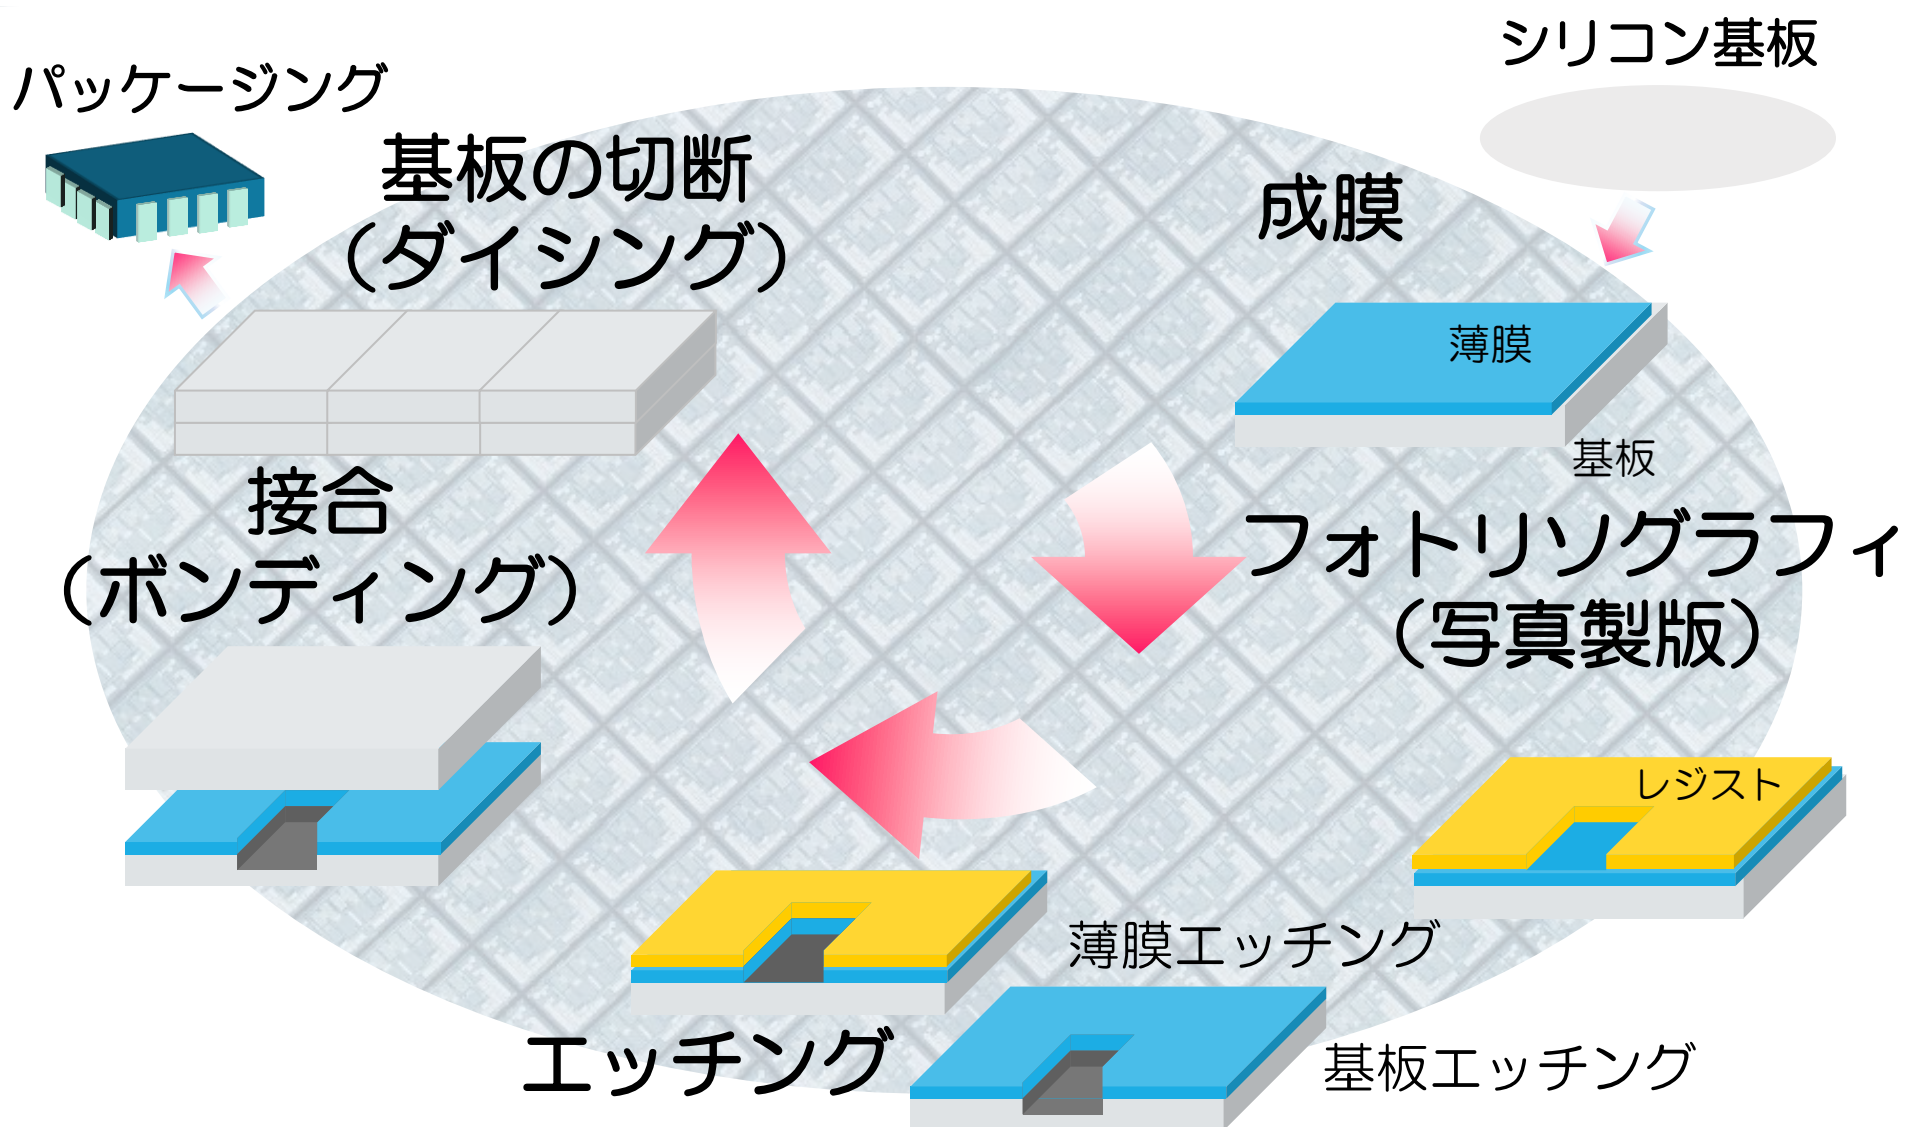 シリコン基板
パッケージング
基板の切断
（ダイシング）
成膜
薄膜
基板
接合
（ボンディング）
フォトリソグラフィ
（写真製版）
レジスト
薄膜エッチング
エッチング
基板エッチング